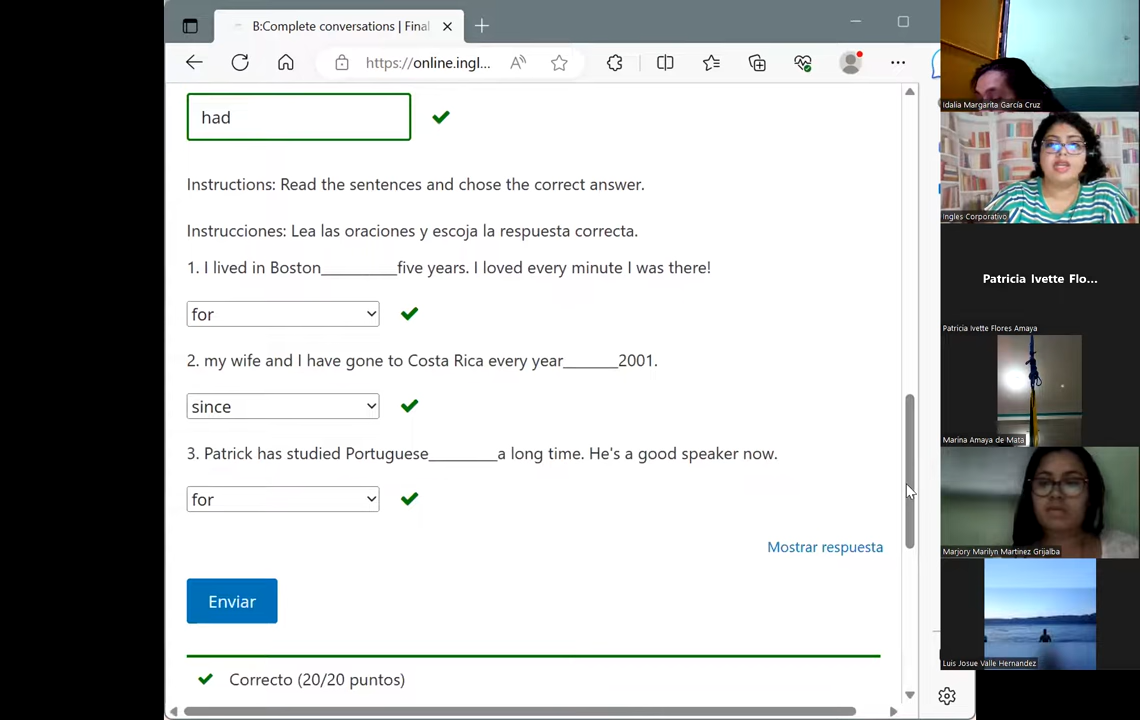 B:Complete conversations | Final
https://online.ingl...
had
Instructions: Read the sentences and chose the correct answer.
Instrucciones: Lea las oraciones y escoja la respuesta correcta.
1. I lived in Boston__________five years. I loved every minute I was there!
for
2. my wife and I have gone to Costa Rica every year_______2001.
since
3. Patrick has studied Portuguese_________a long time. He's a good speaker now.
for
Mostrar respuesta
Enviar
Correcto (20/20 puntos)
Idalia Margarita García Cruz
Ingles Corporativo
Patricia Ivette Flo...
Patricia Ivette Flores Amaya
Marina Amaya de Mata
Marjory Marilyn Martinez Grijalba
Luis Josue Valle Hernandez